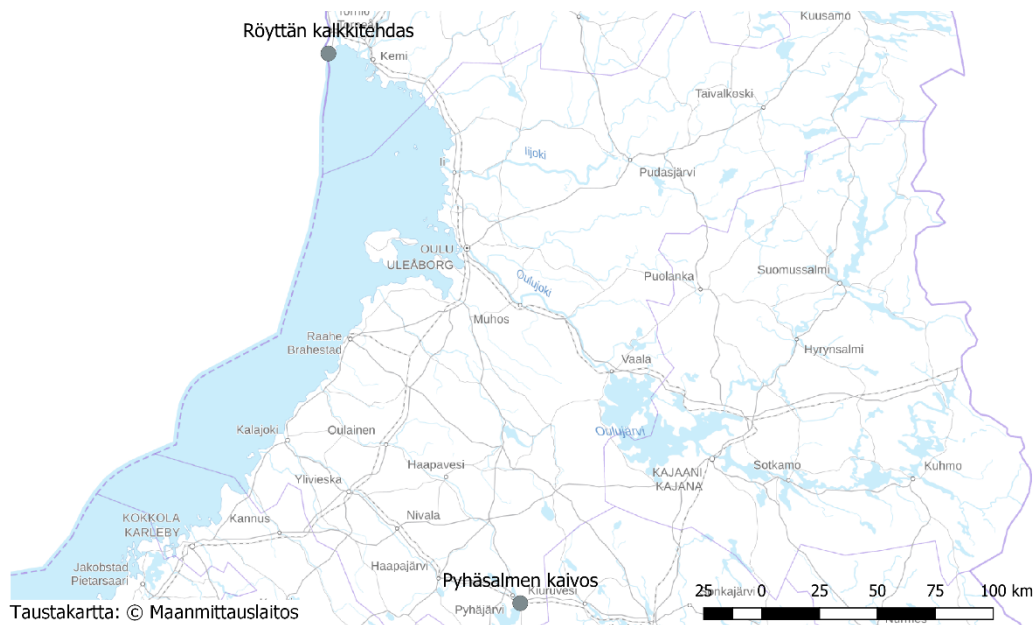 Tornio
Kuusamo
Röyttän kalkkitehdas
Kemi
Taivalkoski
Ii
Iijoki
Pudasjärvi
OULU
ULEÅBORG
Oulujoki
Puolanka
Suomussalmi
Muhos
Raahe
Brahestad
Hyrynsalmi
Vaala
Kalajoki
Oulainen
Oulujärvi
Haapavesi
KAJAANI
KAJANA
Sotkamo
Kuhmo
Ylivieska
KOKKOLA
KARLEBY
Kannus
Nivala
Jakobstad
Pietarsaari
Haapajärvi
Pyhäsalmen kaivos
Kiuruvesi
Pyhäjärvi
25 0 25 50 75 100 km
Taustakartta: © Maanmittauslaitos